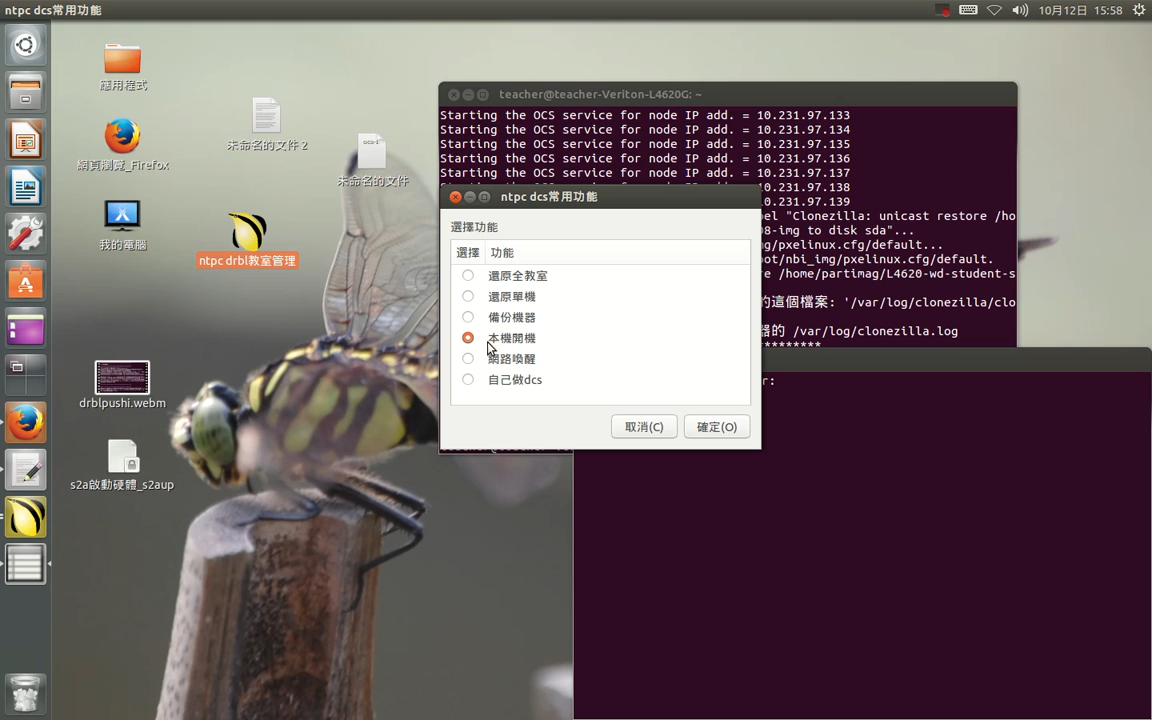 ntpc dcs常用功能
10月12日 15:58
應用程式
網頁瀏覽_Firefox
我的電腦
未命名的文件 2
ocs-i
未命名的文件
ntpc drbl教室管理
drblpushi.webm
s2a啟動硬體_s2aup
teacher@teacher-Veriton-L4620G: ~
Starting the OCS service for node IP add. = 10.231.97.133
Starting the OCS service for node IP add. = 10.231.97.134
Starting the OCS service for node IP add. = 10.231.97.135
Starting the OCS service for node IP add. = 10.231.97.136
Starting the OCS service for node IP add. = 10.231.97.137
.97.138
10.231.97.139
el "Clonezilla: unicast restore /ho
08-img to disk sda"...
g/pxelinux.cfg/default...
ot/nbi_img/pxelinux.cfg/default.
e /home/partimag/L4620-wd-student-s
的這個檔案: '/var/log/clonezilla/clo
器的 /var/log/clonezilla.log
*********
ntpc dcs常用功能
選擇功能
選擇 功能
還原全教室
還原單機
備份機器
本機開機
網路喚醒
自己做dcs
取消(C) 確定(O)
r: